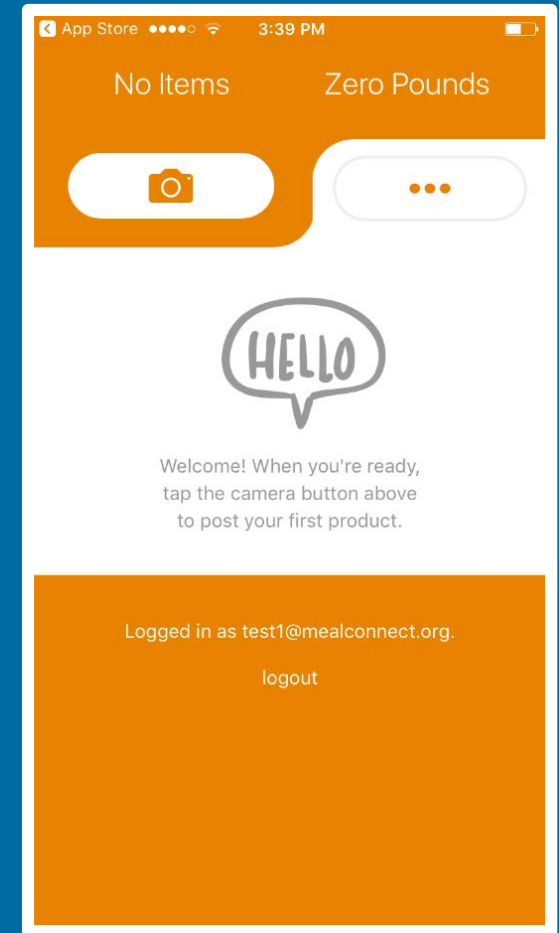 App Store 3:39 PM
No Items Zero Pounds
HELLO
Welcome! When you're ready,
tap the camera button above
to post your first product.
Logged in as test1@mealconnect.org.
logout